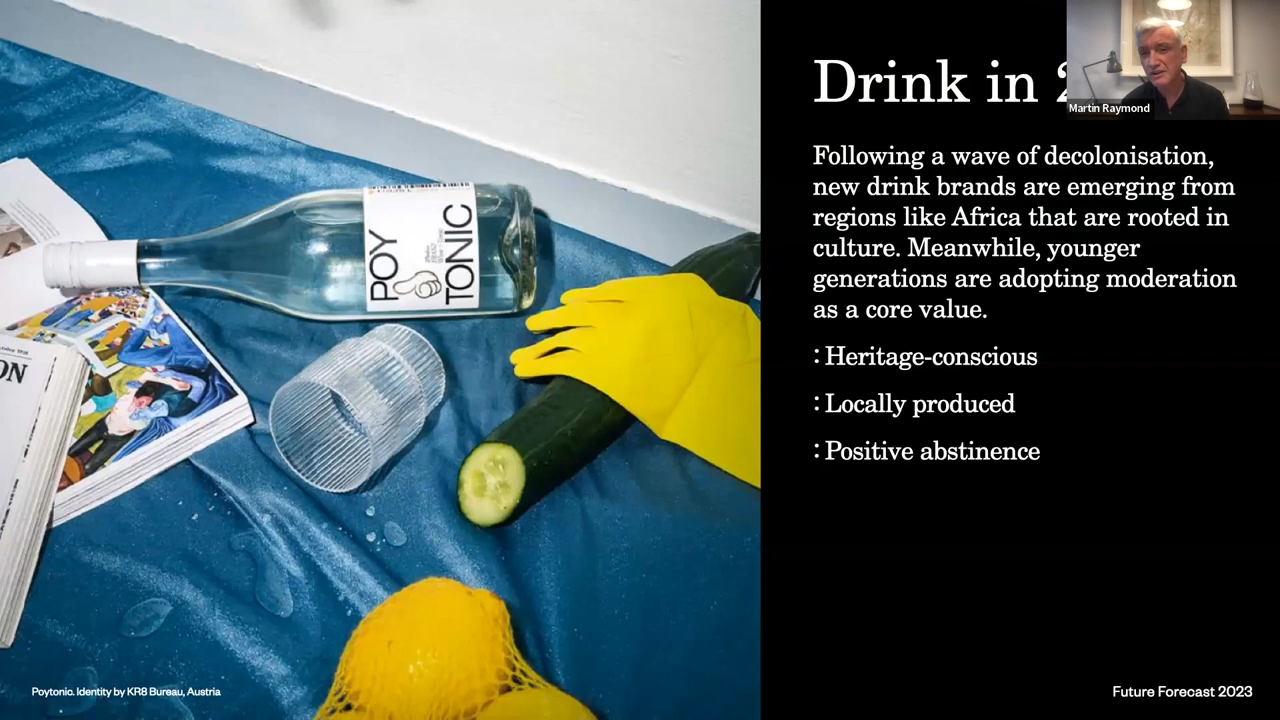 Drink in
Martin Raymond
Following a wave of decolonisation,
new drink brands are emerging from
regions like Africa that are rooted in
culture. Meanwhile, younger
generations are adopting moderation
as a core value.
: Heritage-conscious
: Locally produced
: Positive abstinence
POY
TONIC
ON
Poytonic. Identity by KR8 Bureau, Austria
Future Forecast 2023